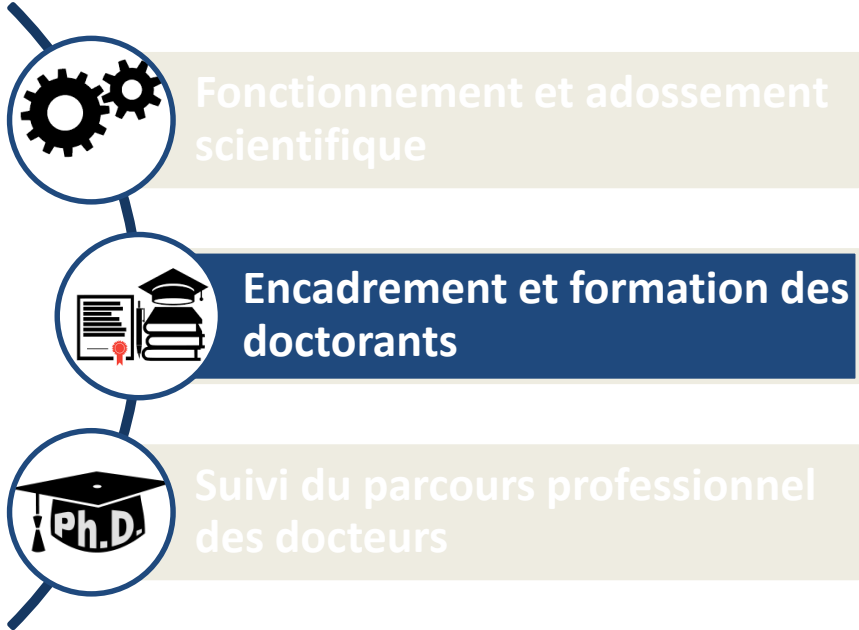 Fonctionnement et adossement
scientifique
Encadrement et formation des
doctorants
Suivi du parcours professionnel
des docteurs
Ph.D.